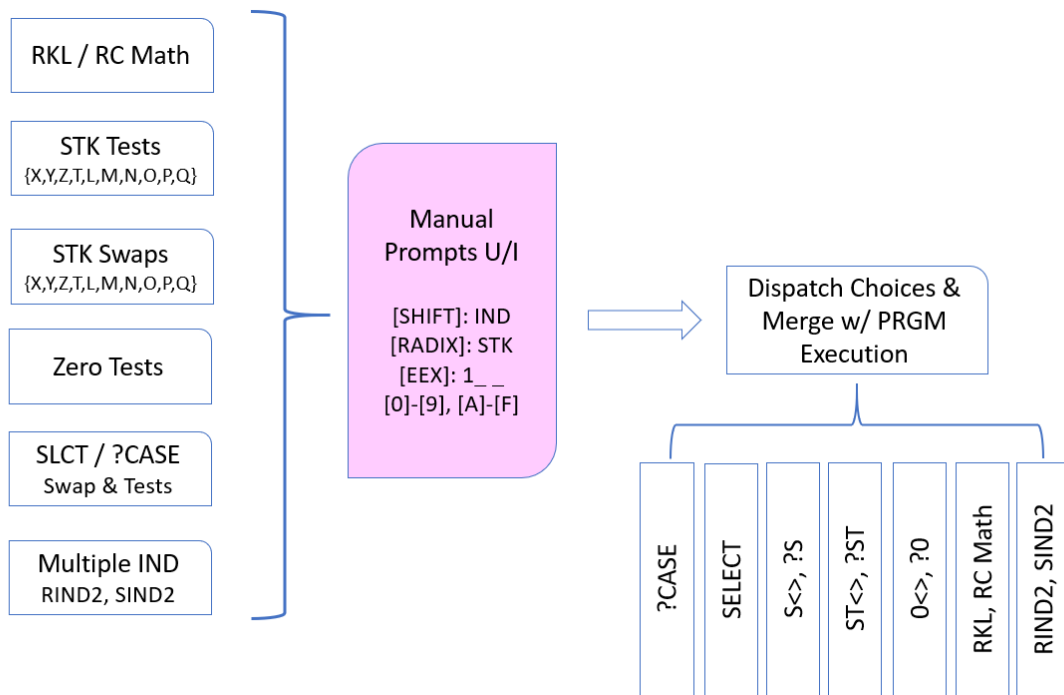 RKL / RC Math
STK Tests
{X,Y,Z,T,L,M,N,O,P,Q}
STK Swaps
{X,Y,Z,T,L,M,N,O,P,Q}
Zero Tests
SLCT / ?CASE
Swap & Tests
Multiple IND
RIND2, SIND2
Manual
Prompts U/I
[SHIFT]: IND
[RADIX]: STK
[EEX]: 1_ _
[0]-[9], [A]-[F]
Dispatch Choices &
Merge w/ PRGM
Execution
?CASE
SELECT
S<>, ?S
ST<>, ?ST
0<>, ?0
RKL, RC Math
RIND2, SIND2